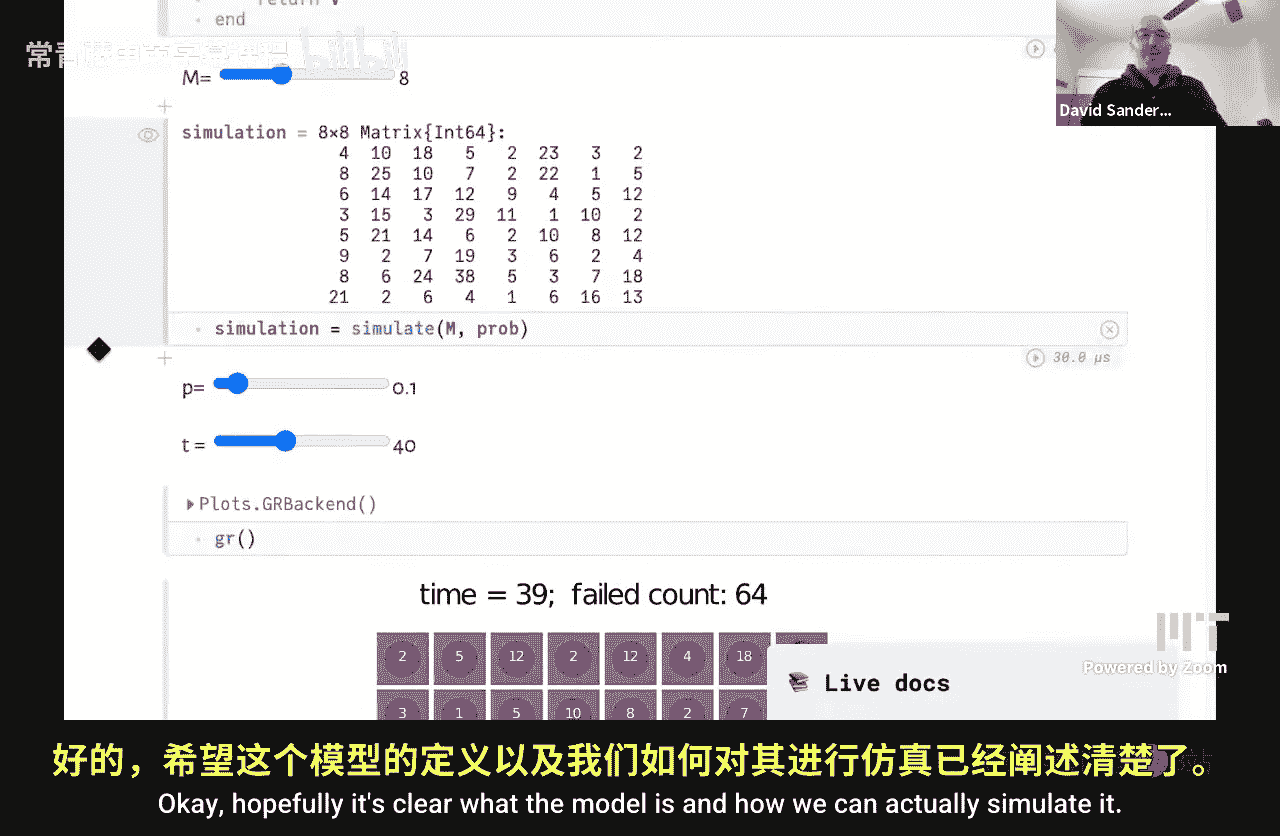 return v
end
M= 8
simulation = 8×8 Matrix{Int64}:
4 10 18 5 2 23 3 2
8 25 10 7 2 22 1 5
6 14 17 12 9 4 5 12
3 15 3 29 11 1 10 2
5 21 14 6 2 10 8 12
9 2 7 19 3 6 2 4
8 6 24 38 5 3 7 18
21 2 6 4 1 6 16 13
simulation = simulate(M, prob)
30.0 μs
p= 0.1
t = 40
Plots.GRBackend()
gr()
time = 39; failed count: 64
2 5 12 2 12 4 18
3 1 5 10 8 2 7
Live docs
David Sander...
MIT
Powered by Zoom
好的，希望这个模型的定义以及我们如何对其进行仿真已经阐述清楚了。
Okay, hopefully it's clear what the model is and how we can actually simulate it.